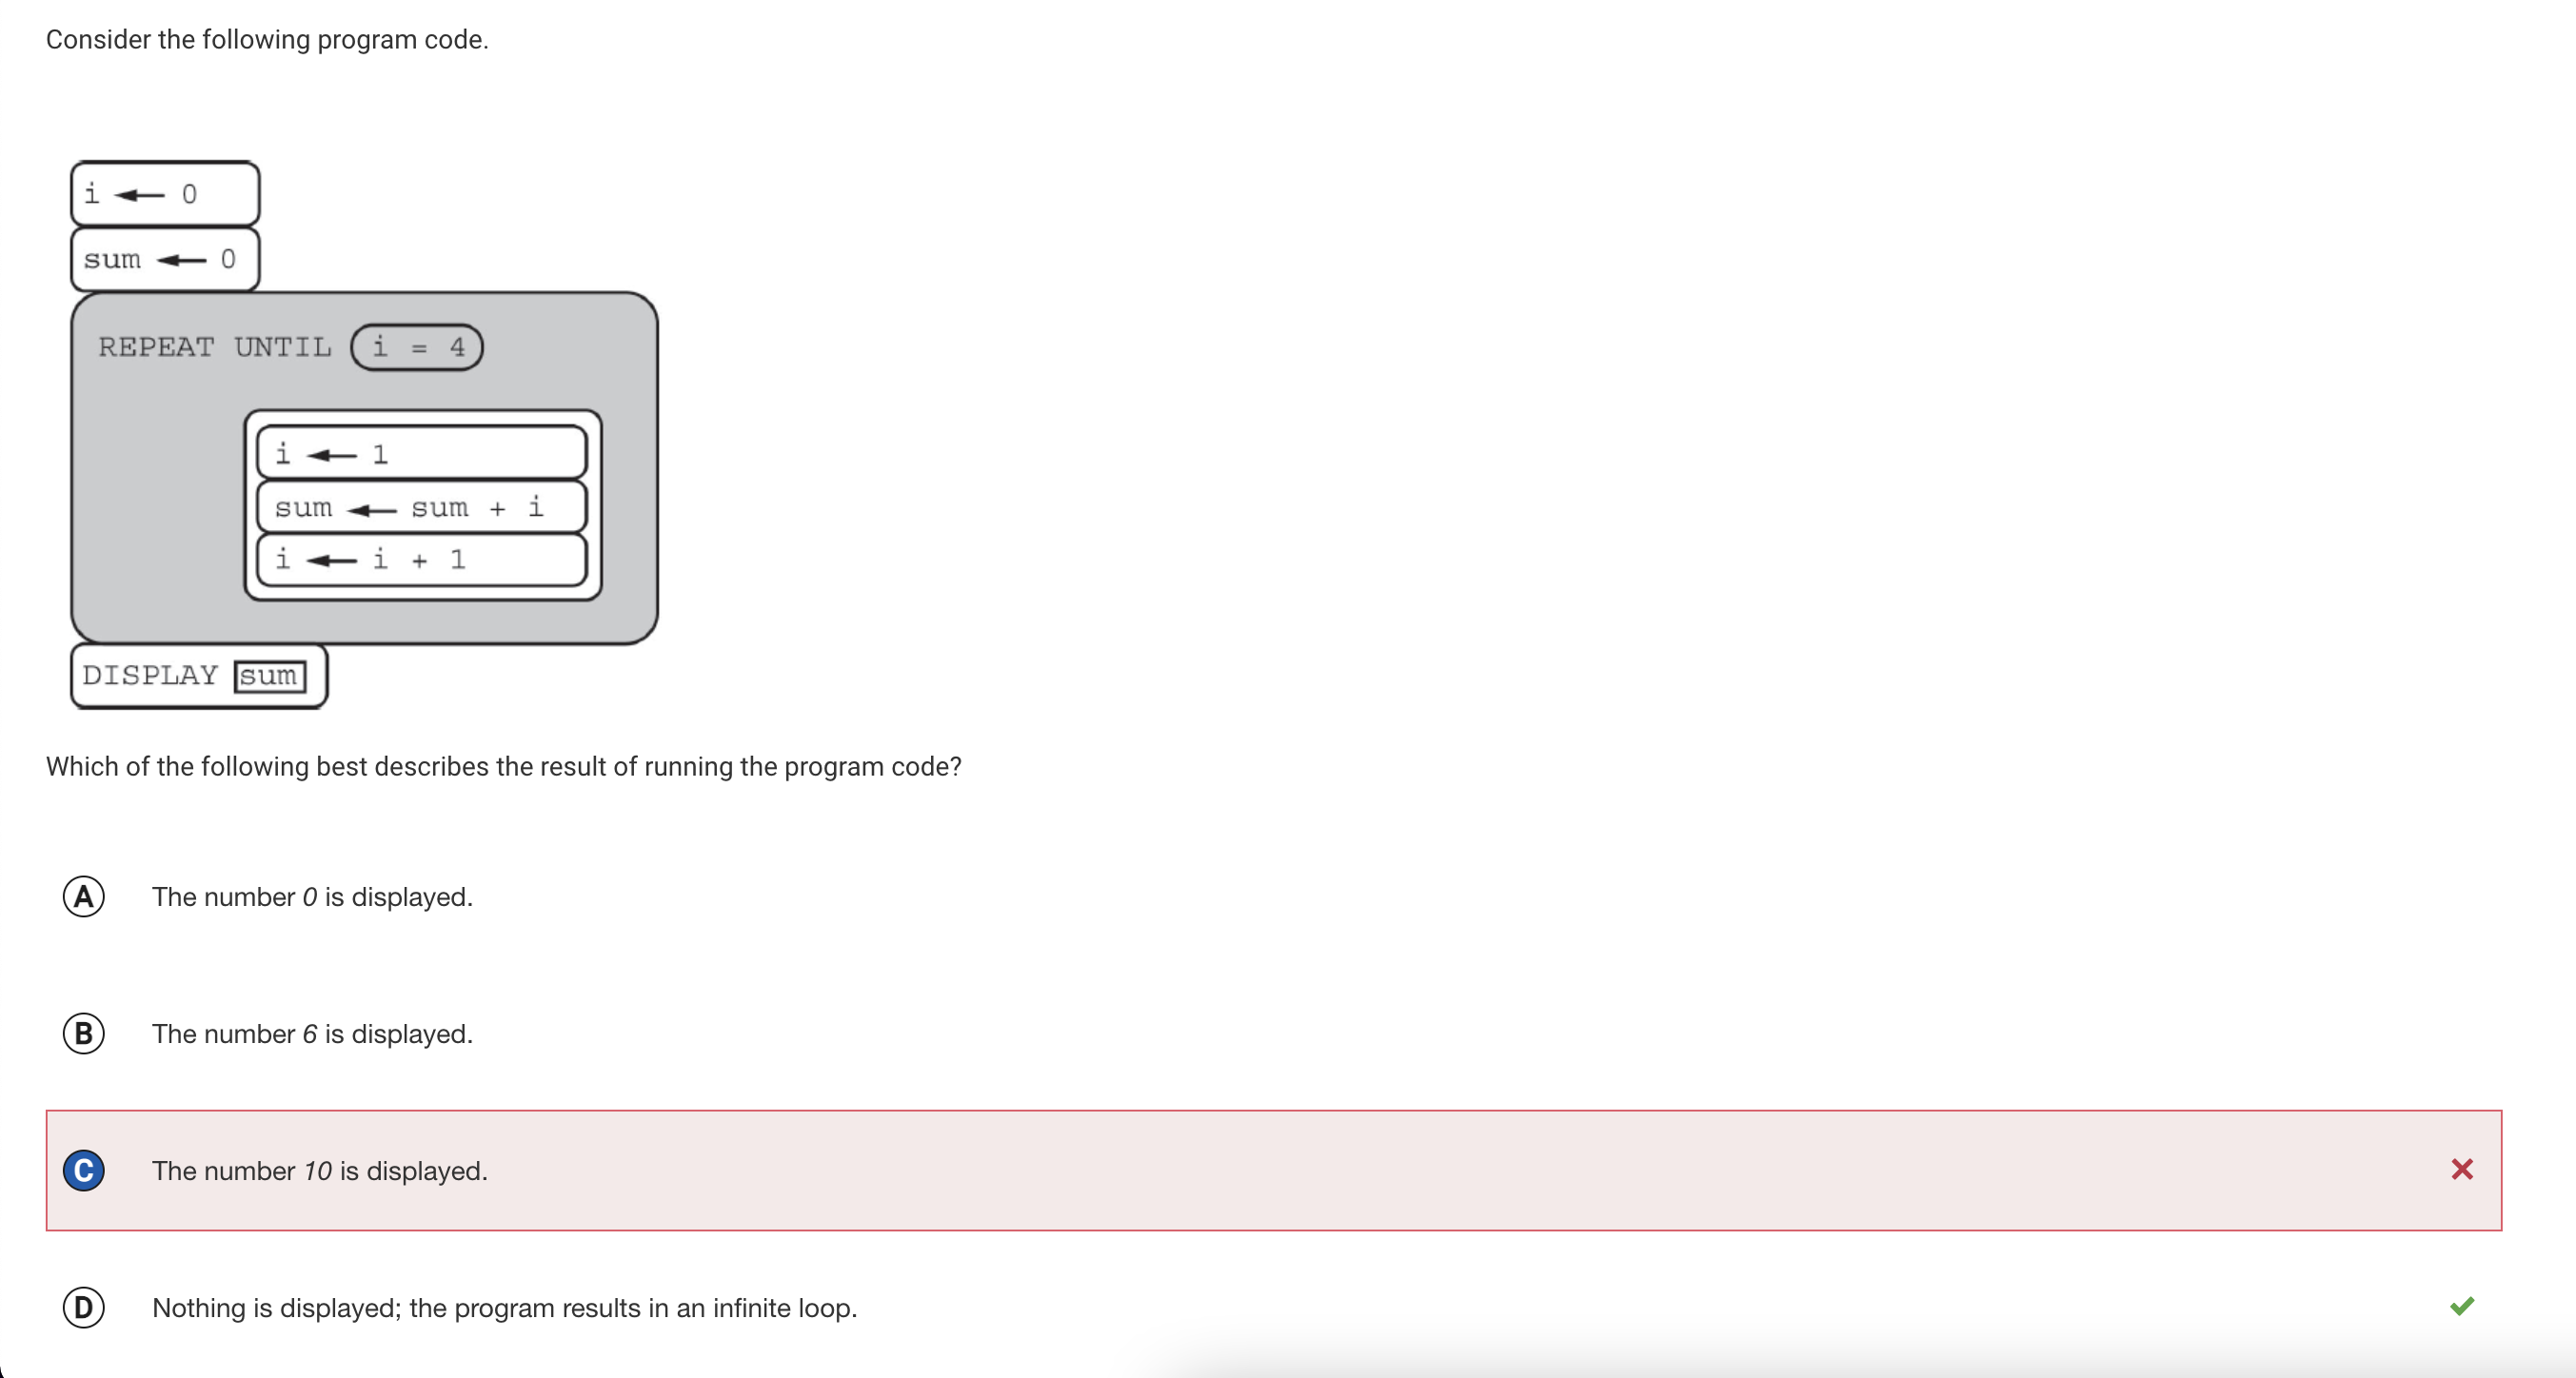 Consider the following program code.
i ← 0
sum ← 0
REPEAT UNTIL i = 4
i ← 1
sum ← sum + i
i ← i + 1
DISPLAY sum
Which of the following best describes the result of running the program code?
A The number 0 is displayed.
B The number 6 is displayed.
C The number 10 is displayed.
D Nothing is displayed; the program results in an infinite loop.